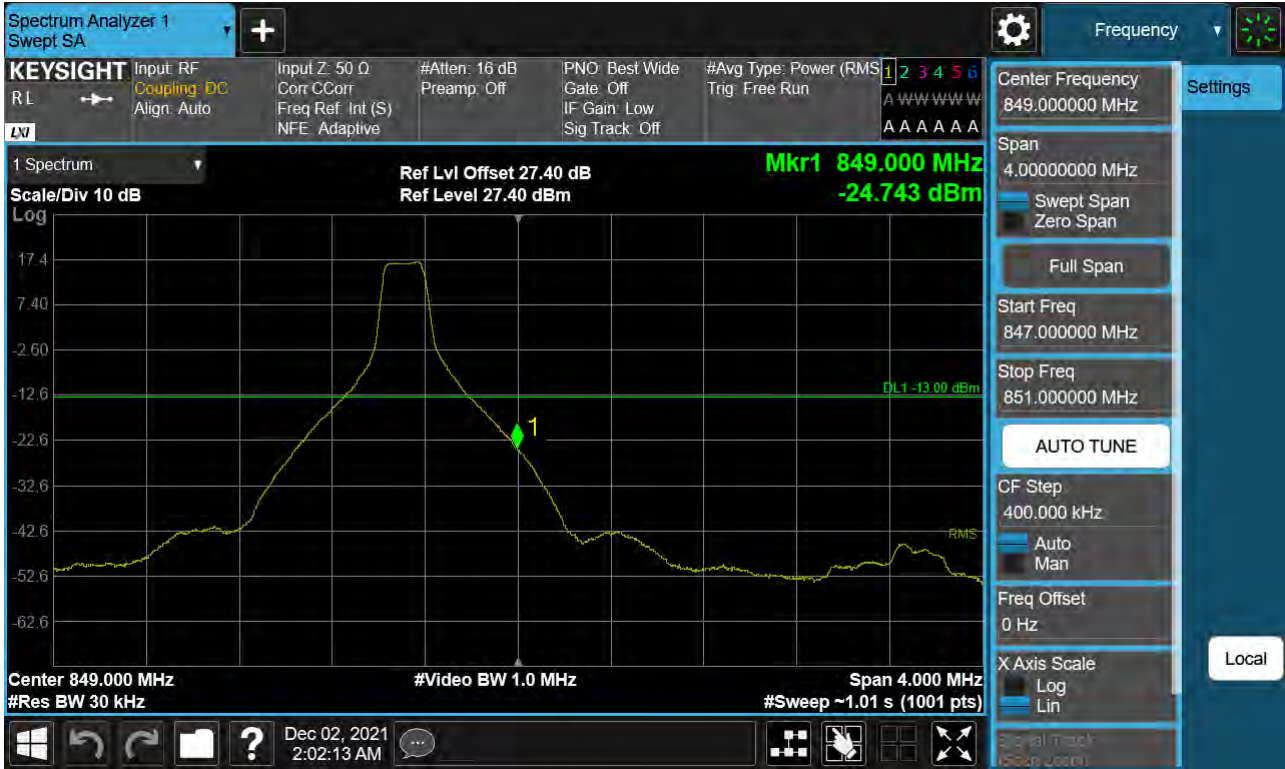 Spectrum Analyzer 1
Swept SA
+
Frequency
KEYSIGHT
R L
LXI
Input: RF
Coupling: DC
Align: Auto
Input Z: 50 Ω
Corr CCorr
Freq Ref: Int (S)
NFE: Adaptive
#Atten: 16 dB
Preamp: Off
PNO: Best Wide
Gate: Off
IF Gain: Low
Sig Track: Off
#Avg Type: Power (RMS
Trig: Free Run
1 2 3 4 5 6
A W W W W W
A A A A A A
1 Spectrum
Scale/Div 10 dB
Log
Ref Lvl Offset 27.40 dB
Ref Level 27.40 dBm
Mkr1 849.000 MHz
-24.743 dBm
17.4
7.40
-2.60
-12.6
-22.6
-32.6
-42.6
-52.6
-62.6
DL1 -13.00 dBm
1
RMS
Center 849.000 MHz
#Res BW 30 kHz
#Video BW 1.0 MHz
Span 4.000 MHz
#Sweep ~1.01 s (1001 pts)
Center Frequency
849.000000 MHz
Settings
Span
4.00000000 MHz
Swept Span
Zero Span
Full Span
Start Freq
847.000000 MHz
Stop Freq
851.000000 MHz
AUTO TUNE
CF Step
400.000 kHz
Auto
Man
Freq Offset
0 Hz
X Axis Scale
Log
Lin
Local
Signal Track
(Span Zoom)
?
Dec 02, 2021
2:02:13 AM